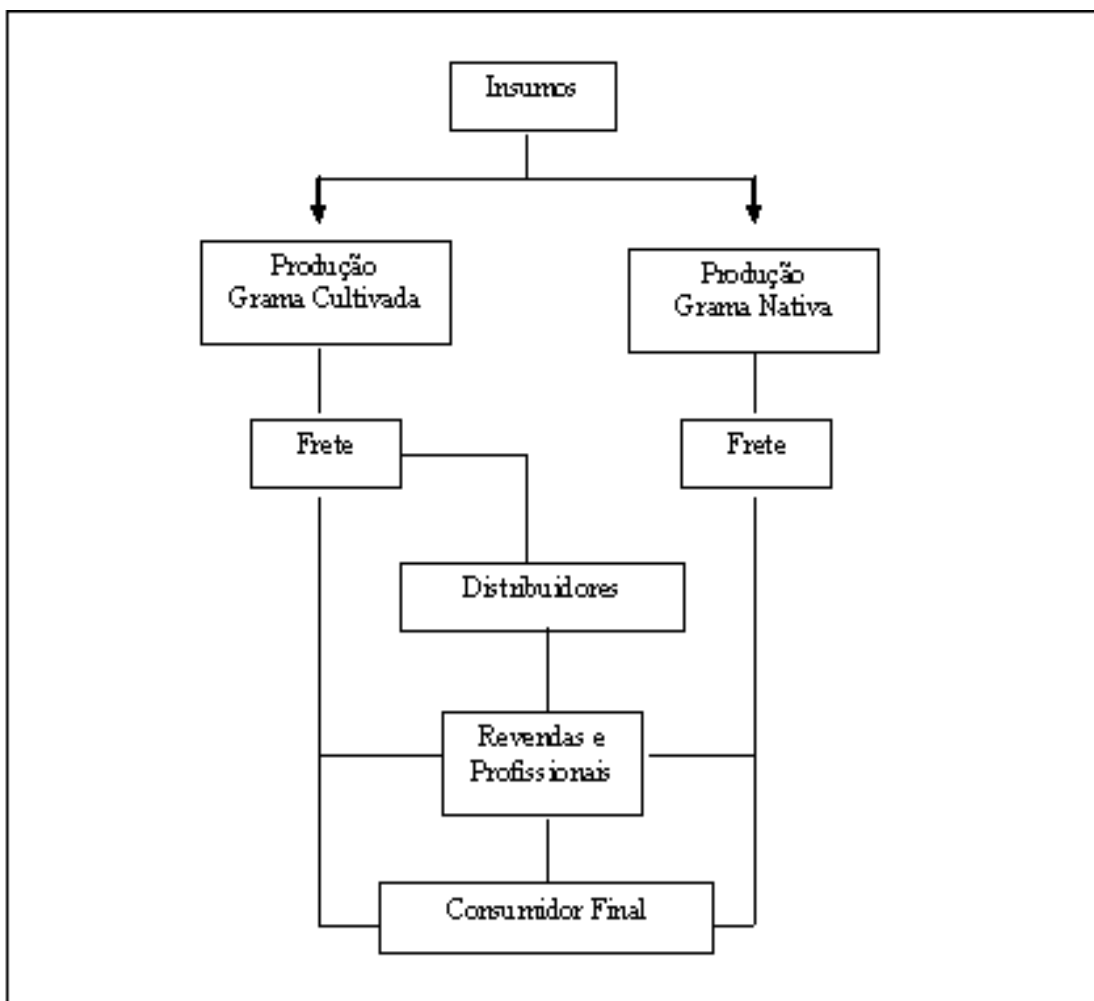 Insumos
Produção
Grama Cultivada
Produção
Grama Nativa
Frete
Frete
Distribuidores
Revendas e
Profissionais
Consumidor Final